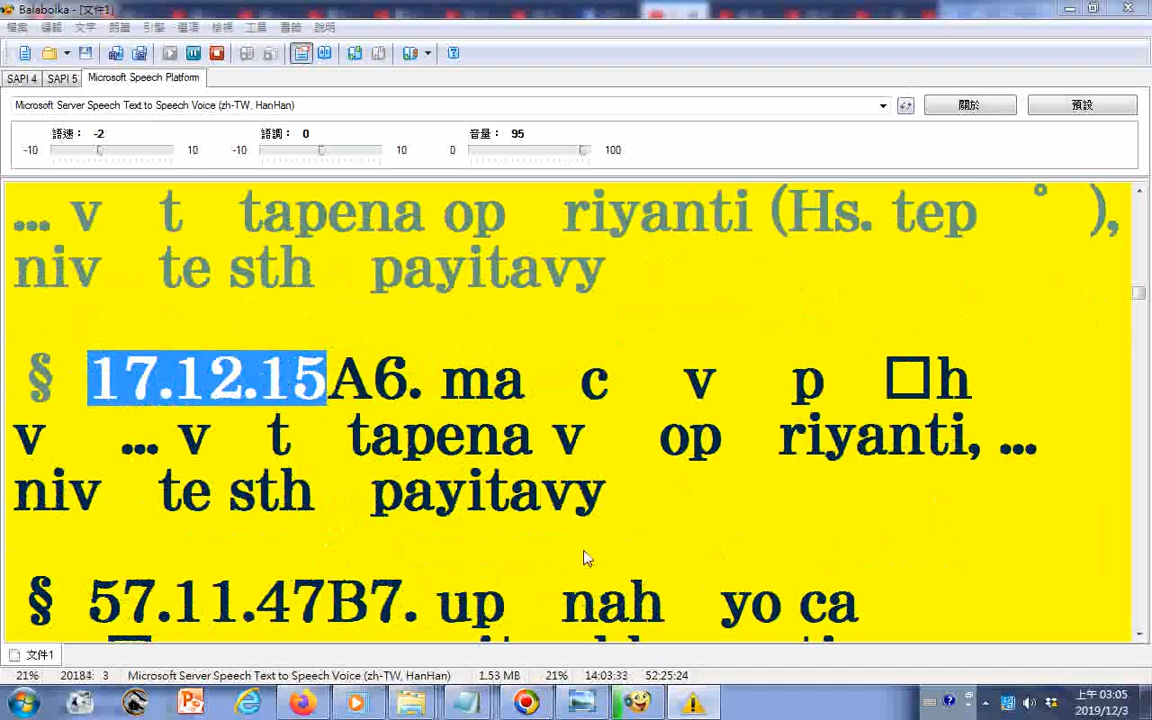 Balabolka - [文件1]
檔案 編輯 文字 朗讀 引擎 選項 檢視 工具 書籤 說明
SAPI 4 SAPI 5 Microsoft Speech Platform
Microsoft Server Speech Text to Speech Voice (zh-TW, HanHan) 關於 預設
語速： -2 語調： 0 音量： 95
-10 10 -10 10 0 100
... v t tapena op riyanti (Hs. tep ° ),
niv te sth payitavy
§ 17.12.15A6. ma c v p □h
v ... v t tapena v op riyanti, ...
niv te sth payitavy
§ 57.11.47B7. up nah yo ca
文件1
21% 20184: 3 Microsoft Server Speech Text to Speech Voice (zh-TW, HanHan) 1.53 MB 21% 14:03:33 52:25:24
上午 03:05
2019/12/3